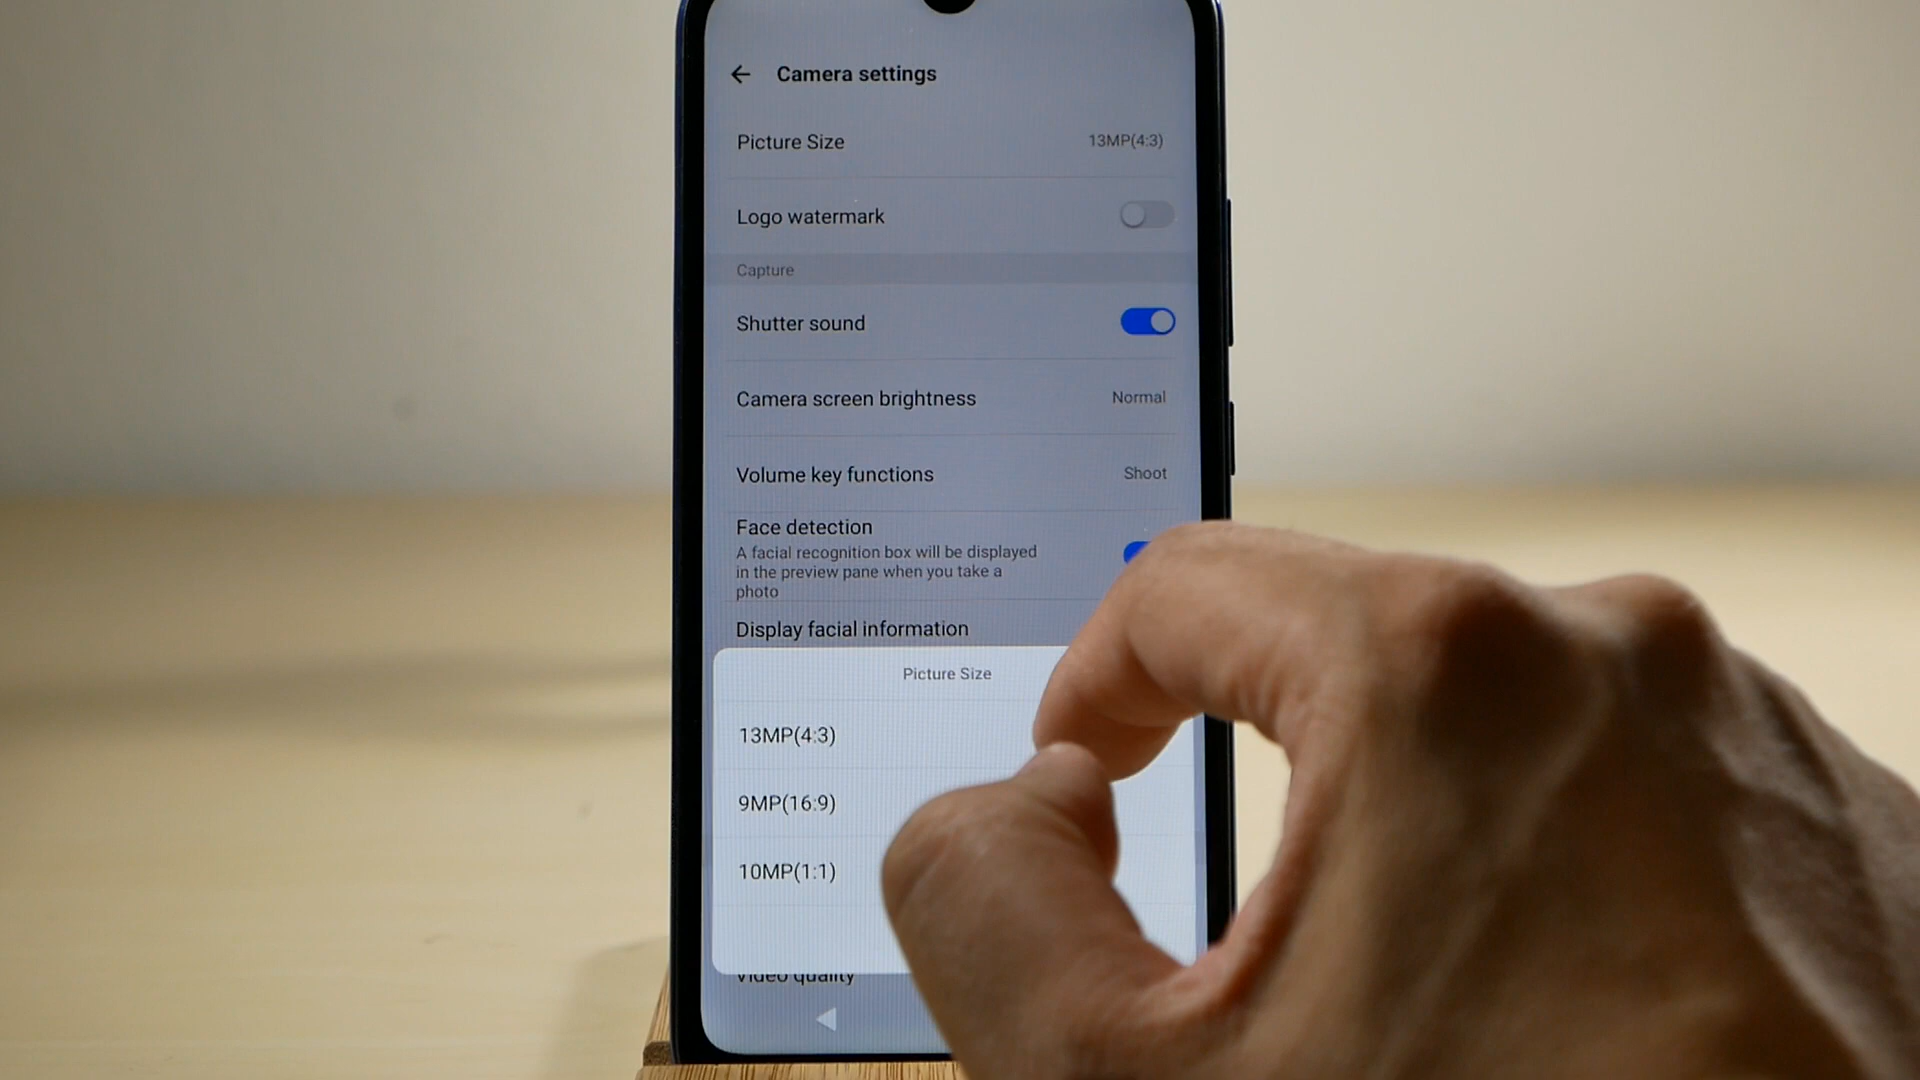 Camera settings
Picture Size 13MP(4:3)
Logo watermark
Capture
Shutter sound
Camera screen brightness Normal
Volume key functions Shoot
Face detection
A facial recognition box will be displayed
in the preview pane when you take a
photo
Display facial information
Picture Size
13MP(4:3)
9MP(16:9)
10MP(1:1)
Video quality